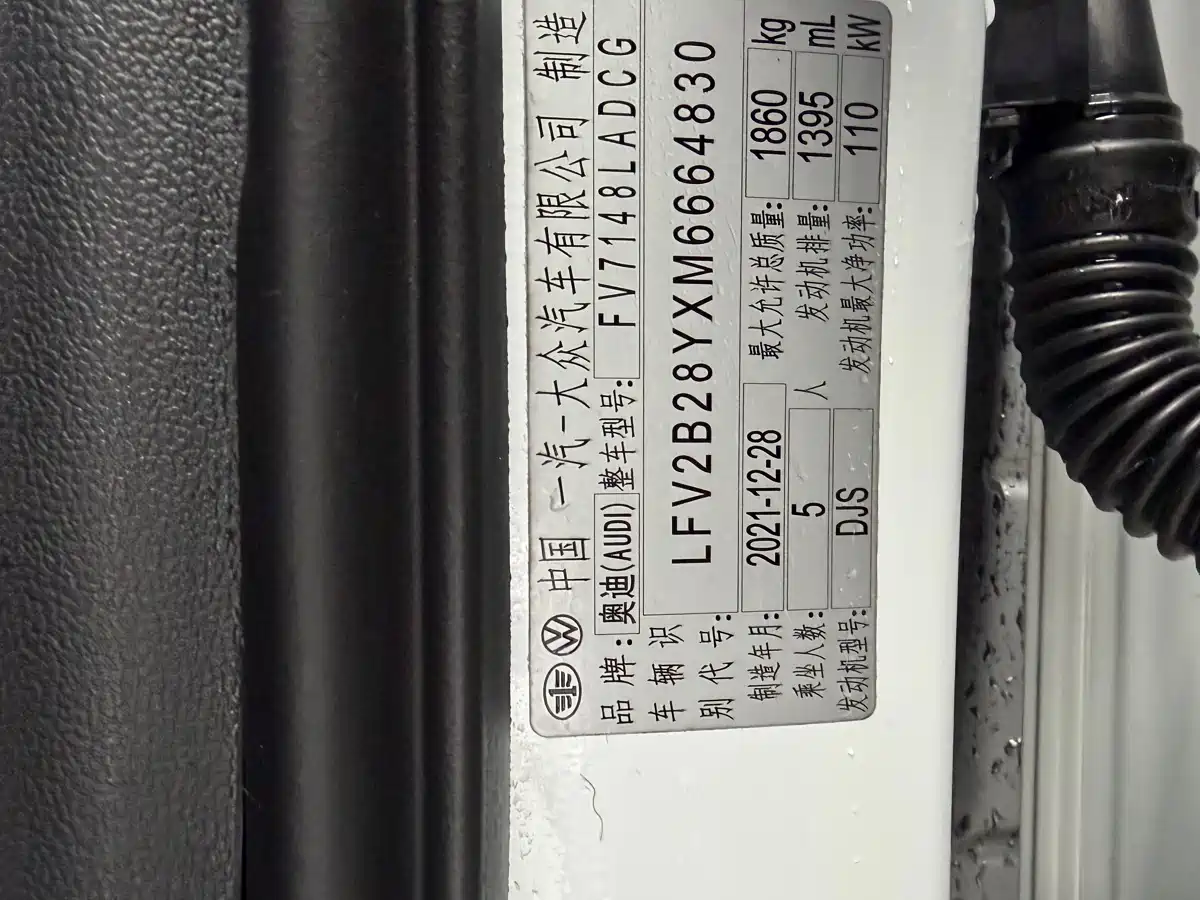 中国 一汽-大众汽车有限公司 制造
品牌: 奥迪(AUDI) 整车型号: FV7148LADCG
车辆识别代号: LFV2B28YXM6664830
制造年月: 2021-12-28 最大允许总质量: 1860 kg
乘坐人数: 5 人 发动机排量: 1395 mL
发动机型号: DJS 发动机最大净功率: 110 kW